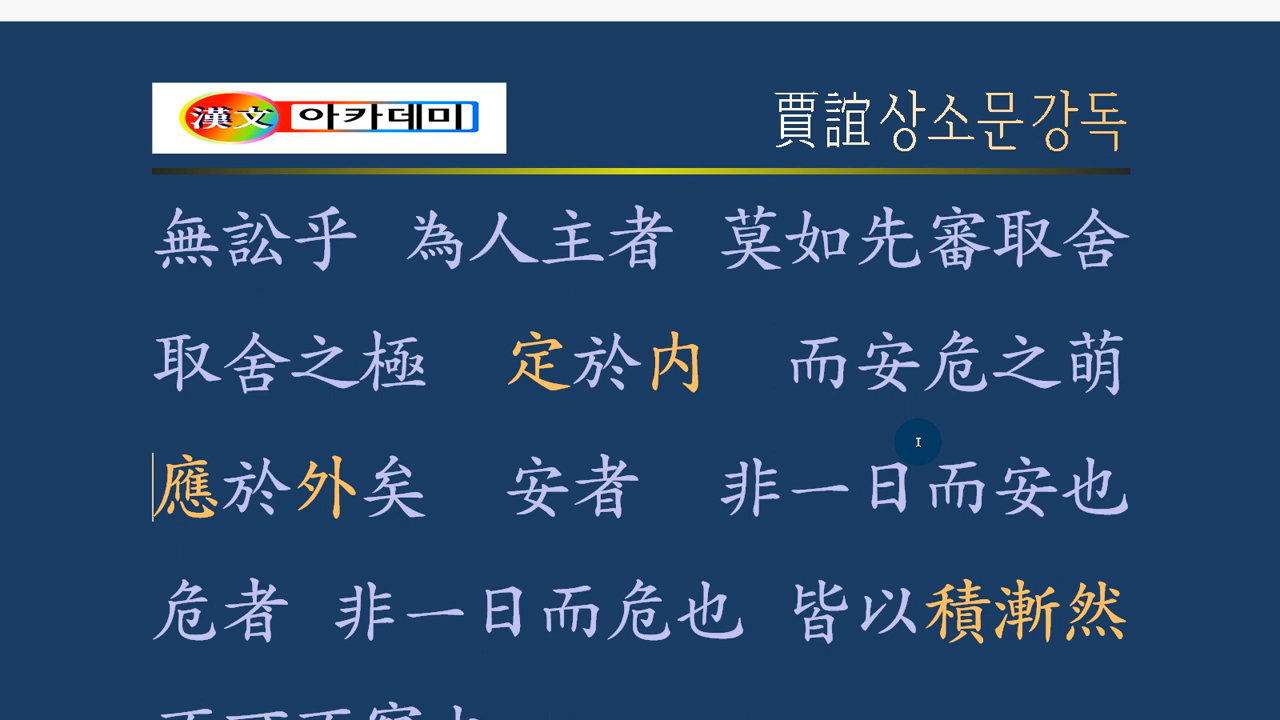 漢文 아카데미
賈誼상소문강독
無訟乎 為人主者 莫如先審取舍
取舍之極 定於内 而安危之萌
應於外矣 安者 非一日而安也
危者 非一日而危也 皆以積漸然